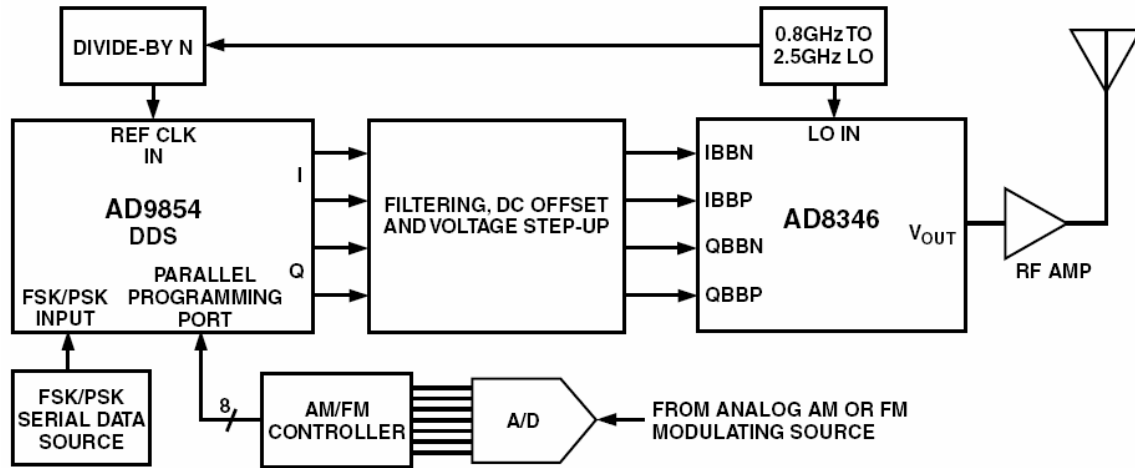 DIVIDE-BY N
0.8GHz TO
2.5GHz LO
REF CLK
IN
I
AD9854
DDS
Q
PARALLEL
PROGRAMMING
PORT
FSK/PSK
INPUT
FILTERING, DC OFFSET
AND VOLTAGE STEP-UP
LO IN
IBBN
IBBP
AD8346
QBBN
QBBP
VOUT
RF AMP
FSK/PSK
SERIAL DATA
SOURCE
8
AM/FM
CONTROLLER
A/D
FROM ANALOG AM OR FM
MODULATING SOURCE